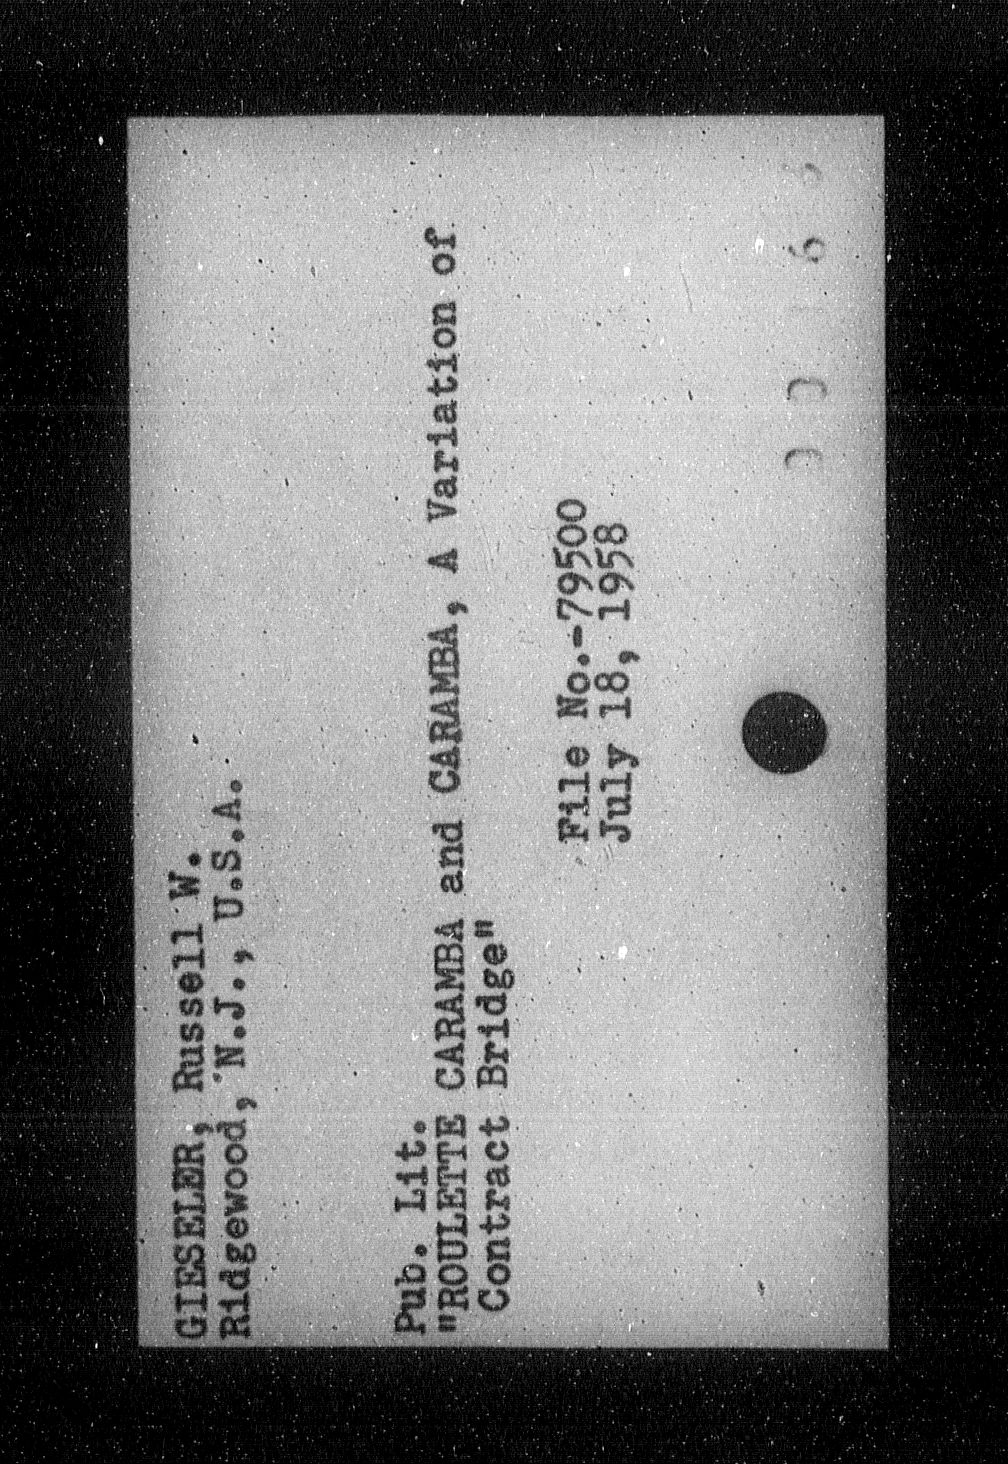 GIESELER, Russell W.
Ridgewood, N.J., U.S.A.
Pub. Lit.
"ROULETTE CARAMBA and CARAMBA, A Variation of
Contract Bridge"
File No.-79500
July 18, 1958